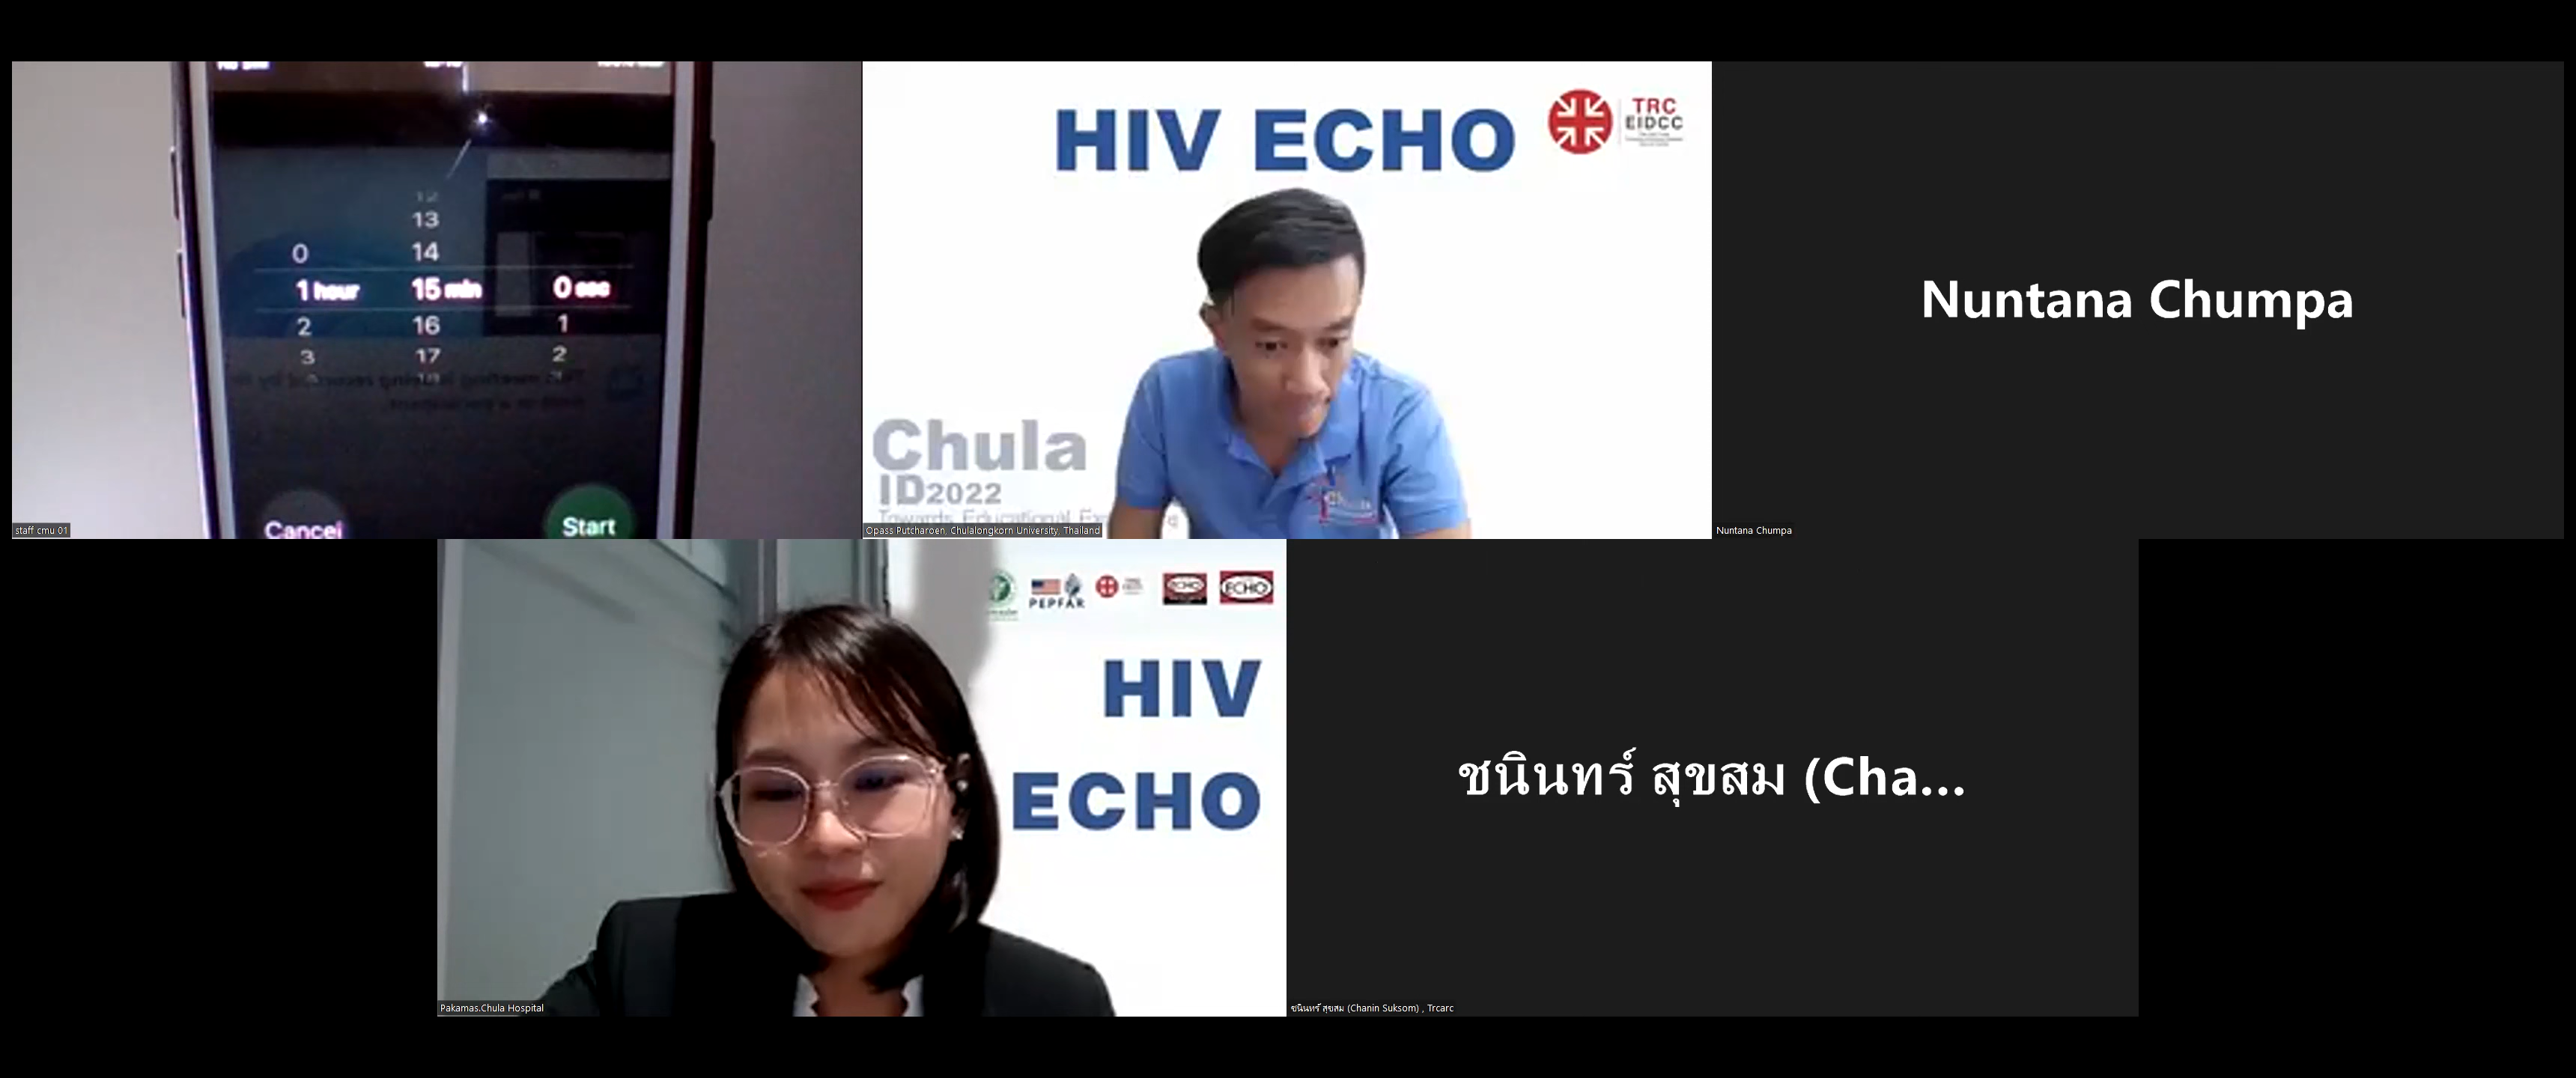 12
13
0 14
1 hour 15 min 0 sec
2 16 1
3 17 2
Cancel Start
staff cmu 01
HIV ECHO
TRC
EIDCC
Chula
ID2022
Towards Educational
Opass Putcharoen, Chulalongkorn University, Thailand
Nuntana Chumpa
Nuntana Chumpa
PEPFAR
ECHO
ECHO
HIV
ECHO
Pakamas.Chula Hospital
ชนินทร์ สุขสม (Cha...
ชนินทร์ สุขสม (Chanin Suksom) , Trcarc